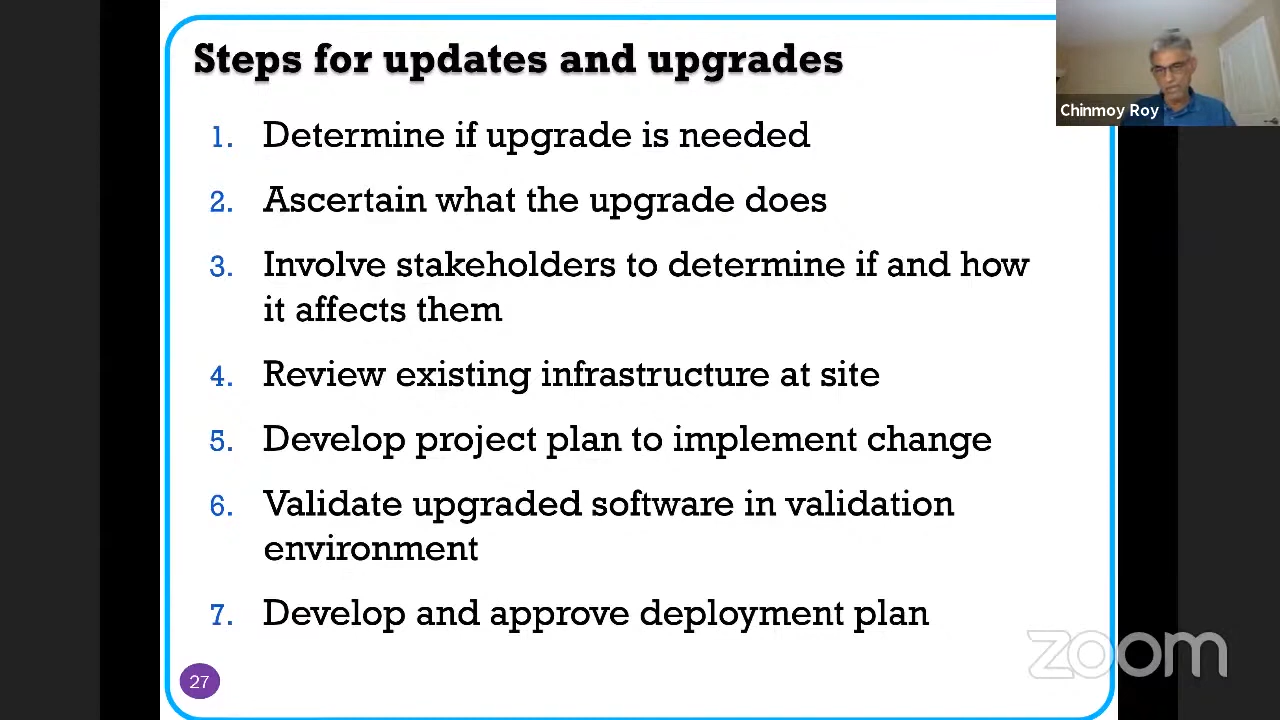 Steps for updates and upgrades
Chinmoy Roy
1. Determine if upgrade is needed
2. Ascertain what the upgrade does
3. Involve stakeholders to determine if and how
it affects them
4. Review existing infrastructure at site
5. Develop project plan to implement change
6. Validate upgraded software in validation
environment
7. Develop and approve deployment plan
zoom
27